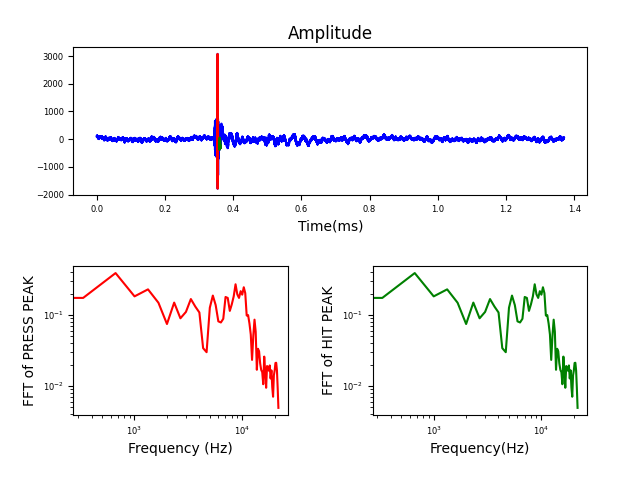 Amplitude
3000
2000
1000
0
−1000
−2000
0.0 0.2 0.4 0.6 0.8 1.0 1.2 1.4
Time(ms)
FFT of PRESS PEAK
10⁻¹
10⁻²
10³ 10⁴
Frequency (Hz)
FFT of HIT PEAK
10⁻¹
10⁻²
10³ 10⁴
Frequency(Hz)